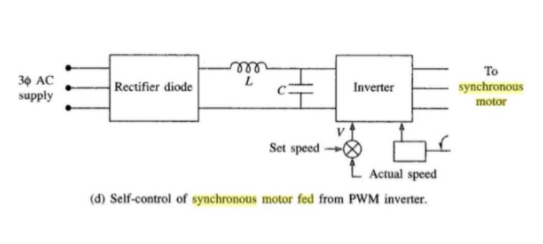 3ϕ AC
supply
Rectifier diode
L
C
Inverter
To
synchronous
motor
V
Set speed
Actual speed
(d) Self-control of synchronous motor fed from PWM inverter.